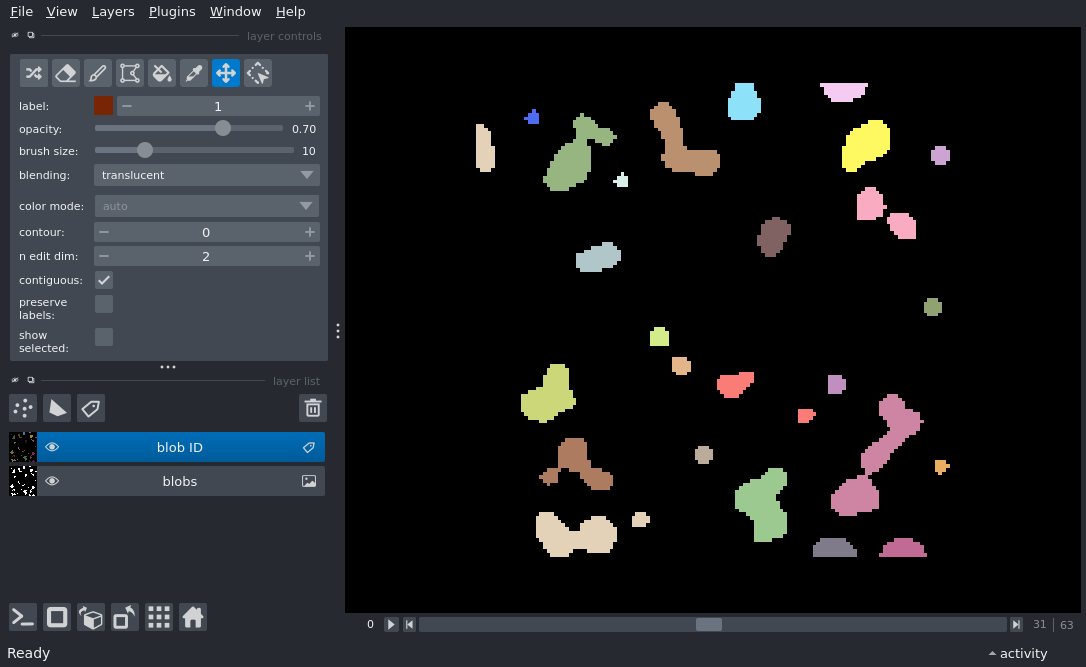 File View Layers Plugins Window Help
layer controls
label: 1
opacity: 0.70
brush size: 10
blending: translucent
color mode: auto
contour: 0
n edit dim: 2
contiguous:
preserve
labels:
show
selected:
layer list
blob ID
blobs
0 31 63
Ready activity